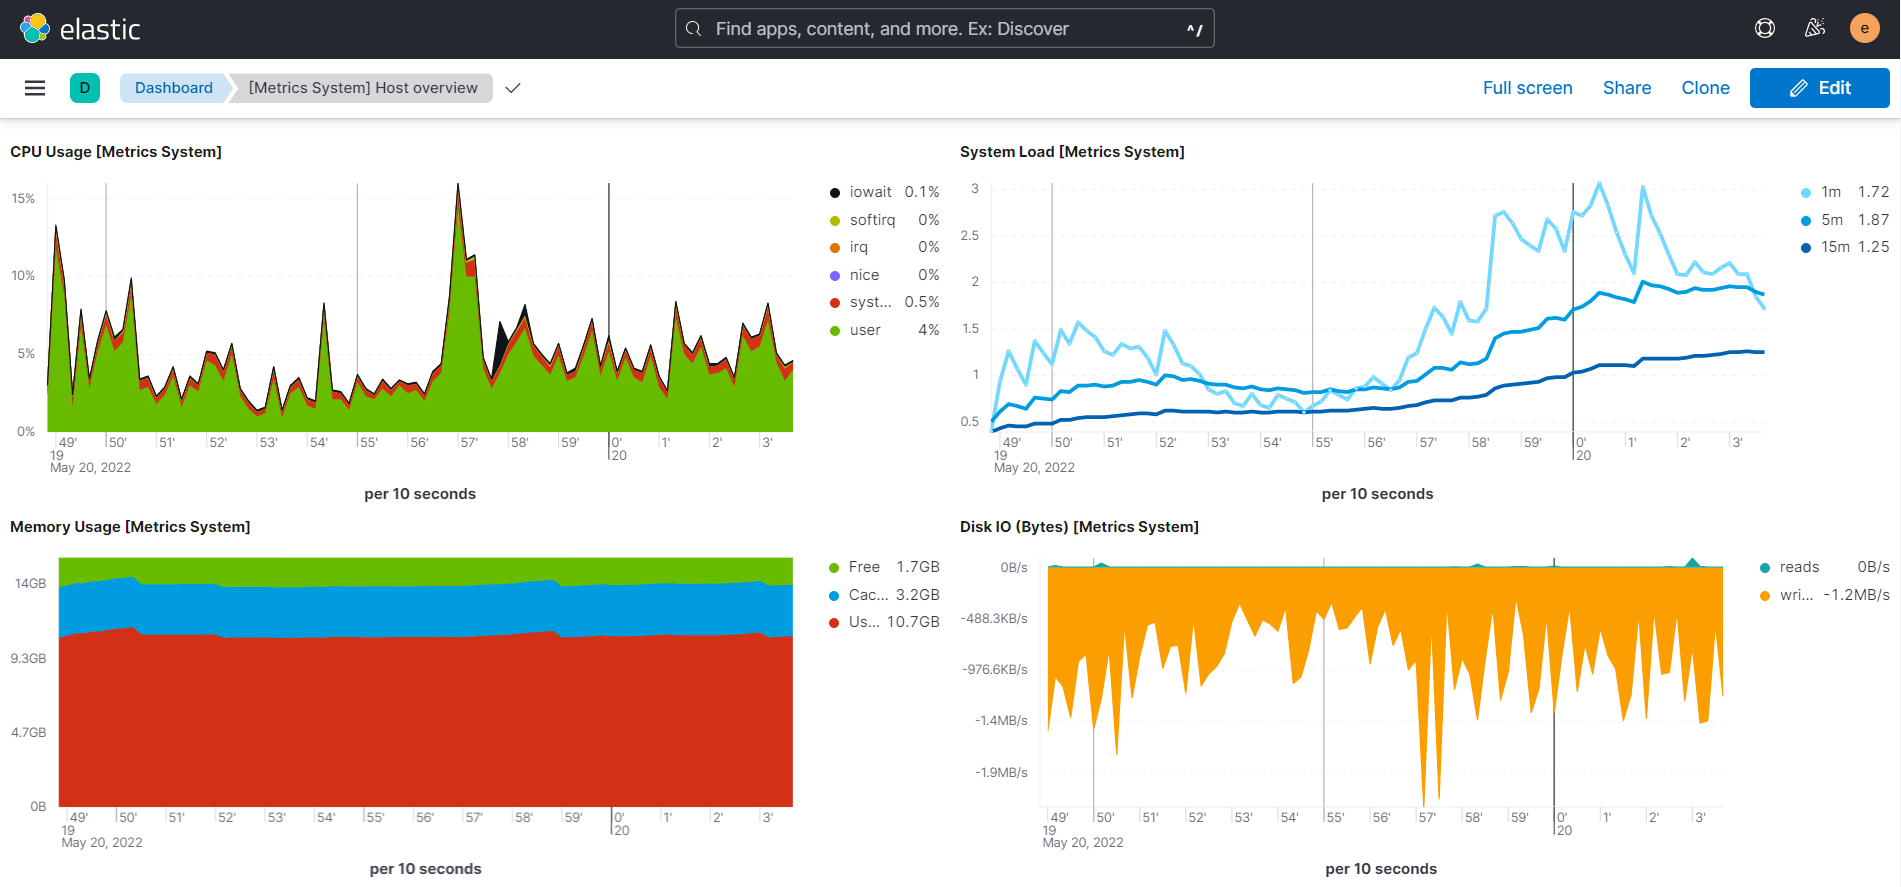 elastic
Find apps, content, and more. Ex: Discover
^/
e
D
Dashboard
[Metrics System] Host overview
Full screen
Share
Clone
Edit
CPU Usage [Metrics System]
15%
10%
5%
0%
49' 50' 51' 52' 53' 54' 55' 56' 57' 58' 59' 0' 1' 2' 3'
19 20
May 20, 2022
per 10 seconds
iowait 0.1%
softirq 0%
irq 0%
nice 0%
syst... 0.5%
user 4%
System Load [Metrics System]
3
2.5
2
1.5
1
0.5
49' 50' 51' 52' 53' 54' 55' 56' 57' 58' 59' 0' 1' 2' 3'
19 20
May 20, 2022
per 10 seconds
1m 1.72
5m 1.87
15m 1.25
Memory Usage [Metrics System]
14GB
9.3GB
4.7GB
0B
49' 50' 51' 52' 53' 54' 55' 56' 57' 58' 59' 0' 1' 2' 3'
19 20
May 20, 2022
per 10 seconds
Free 1.7GB
Cac... 3.2GB
Us... 10.7GB
Disk IO (Bytes) [Metrics System]
0B/s
-488.3KB/s
-976.6KB/s
-1.4MB/s
-1.9MB/s
49' 50' 51' 52' 53' 54' 55' 56' 57' 58' 59' 0' 1' 2' 3'
19 20
May 20, 2022
per 10 seconds
reads 0B/s
wri... -1.2MB/s